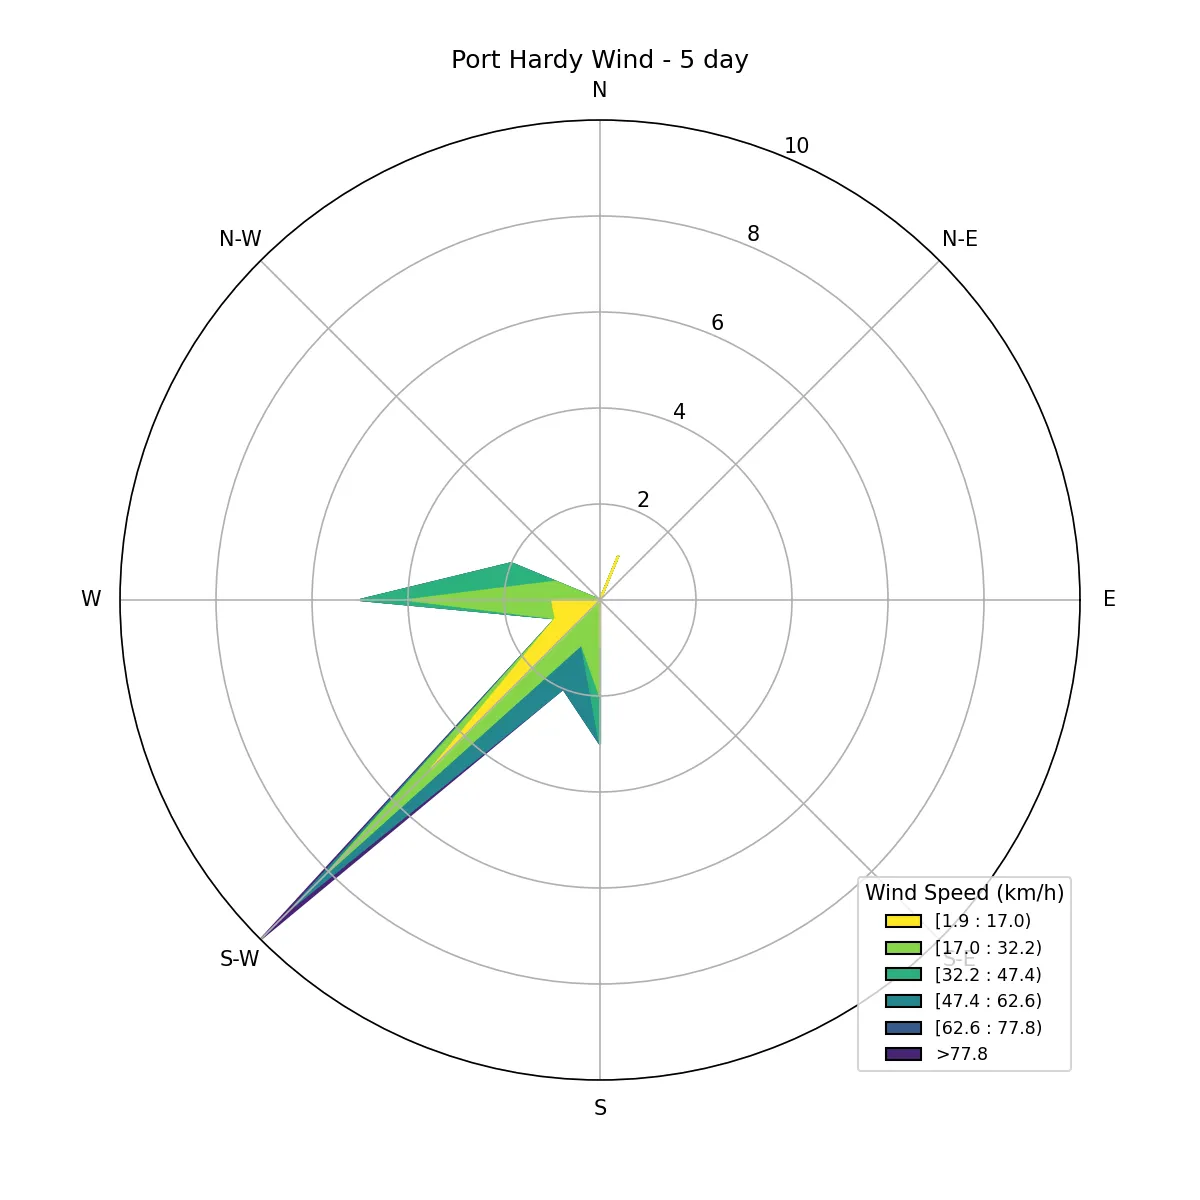 Port Hardy Wind - 5 day
N
10
N-W
N-E
8
6
4
2
W
E
S-W
S-E
S
Wind Speed (km/h)
[1.9 : 17.0)
[17.0 : 32.2)
[32.2 : 47.4)
[47.4 : 62.6)
[62.6 : 77.8)
>77.8